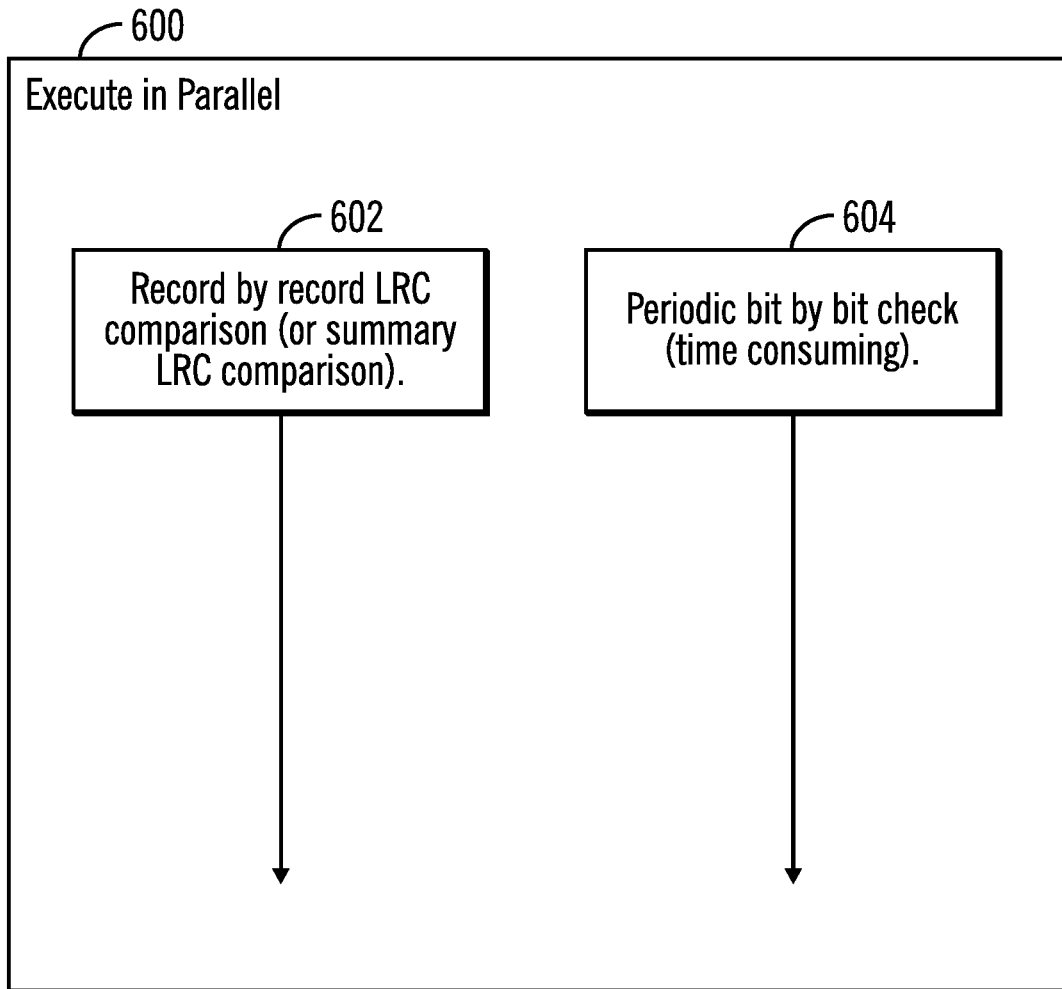 600
Execute in Parallel
602
604
Record by record LRC
comparison (or summary
LRC comparison).
Periodic bit by bit check
(time consuming).